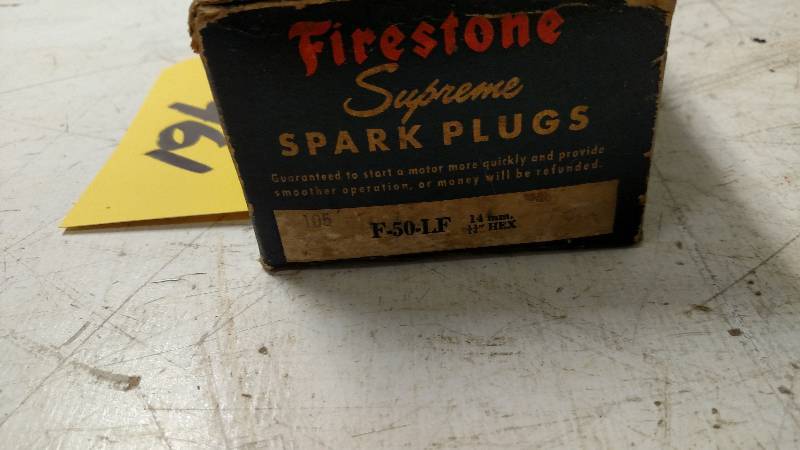 Firestone
Supreme
SPARK PLUGS
Guaranteed to start a motor more quickly and provide
smoother operation, or money will be refunded.
105 F-50-LF 14 mm.
HEX
196